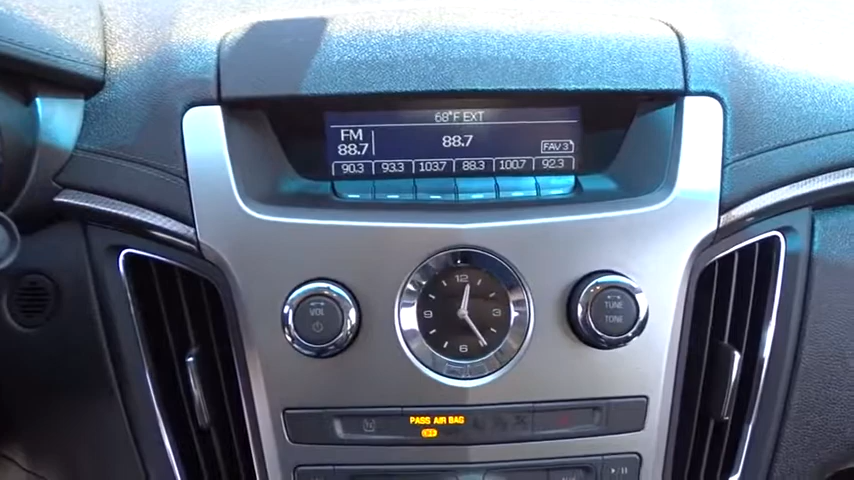 68°F EXT
FM
88.7
88.7
FAV 3
90.3 93.3 103.7 88.3 100.7 92.3
VOL
12
3
6
9
TUNE
TONE
PASS AIR BAG
OFF